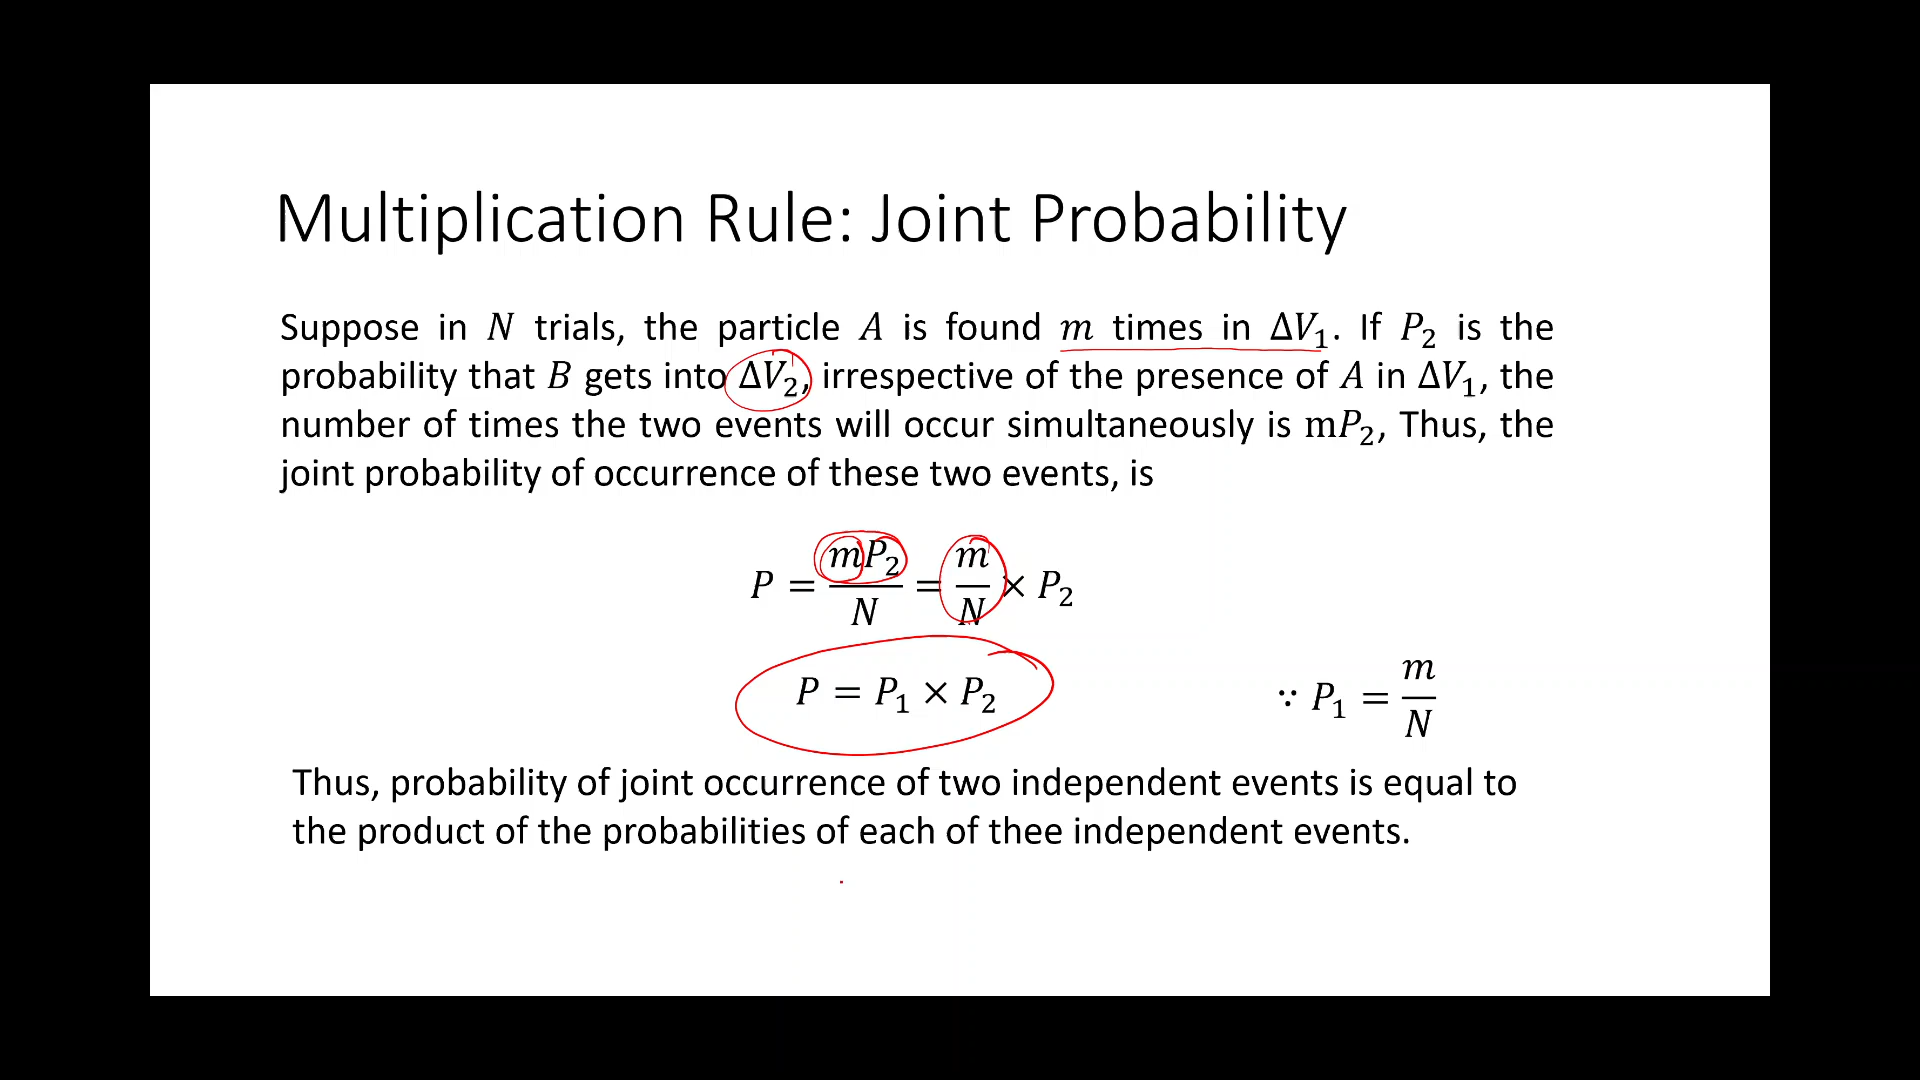 Multiplication Rule: Joint Probability
Suppose in N trials, the particle A is found m times in ΔV₁. If P₂ is the
probability that B gets into ΔV₂, irrespective of the presence of A in ΔV₁, the
number of times the two events will occur simultaneously is mP₂, Thus, the
joint probability of occurrence of these two events, is
P = mP₂/N = m/N × P₂
P = P₁ × P₂
∵ P₁ = m/N
Thus, probability of joint occurrence of two independent events is equal to
the product of the probabilities of each of thee independent events.